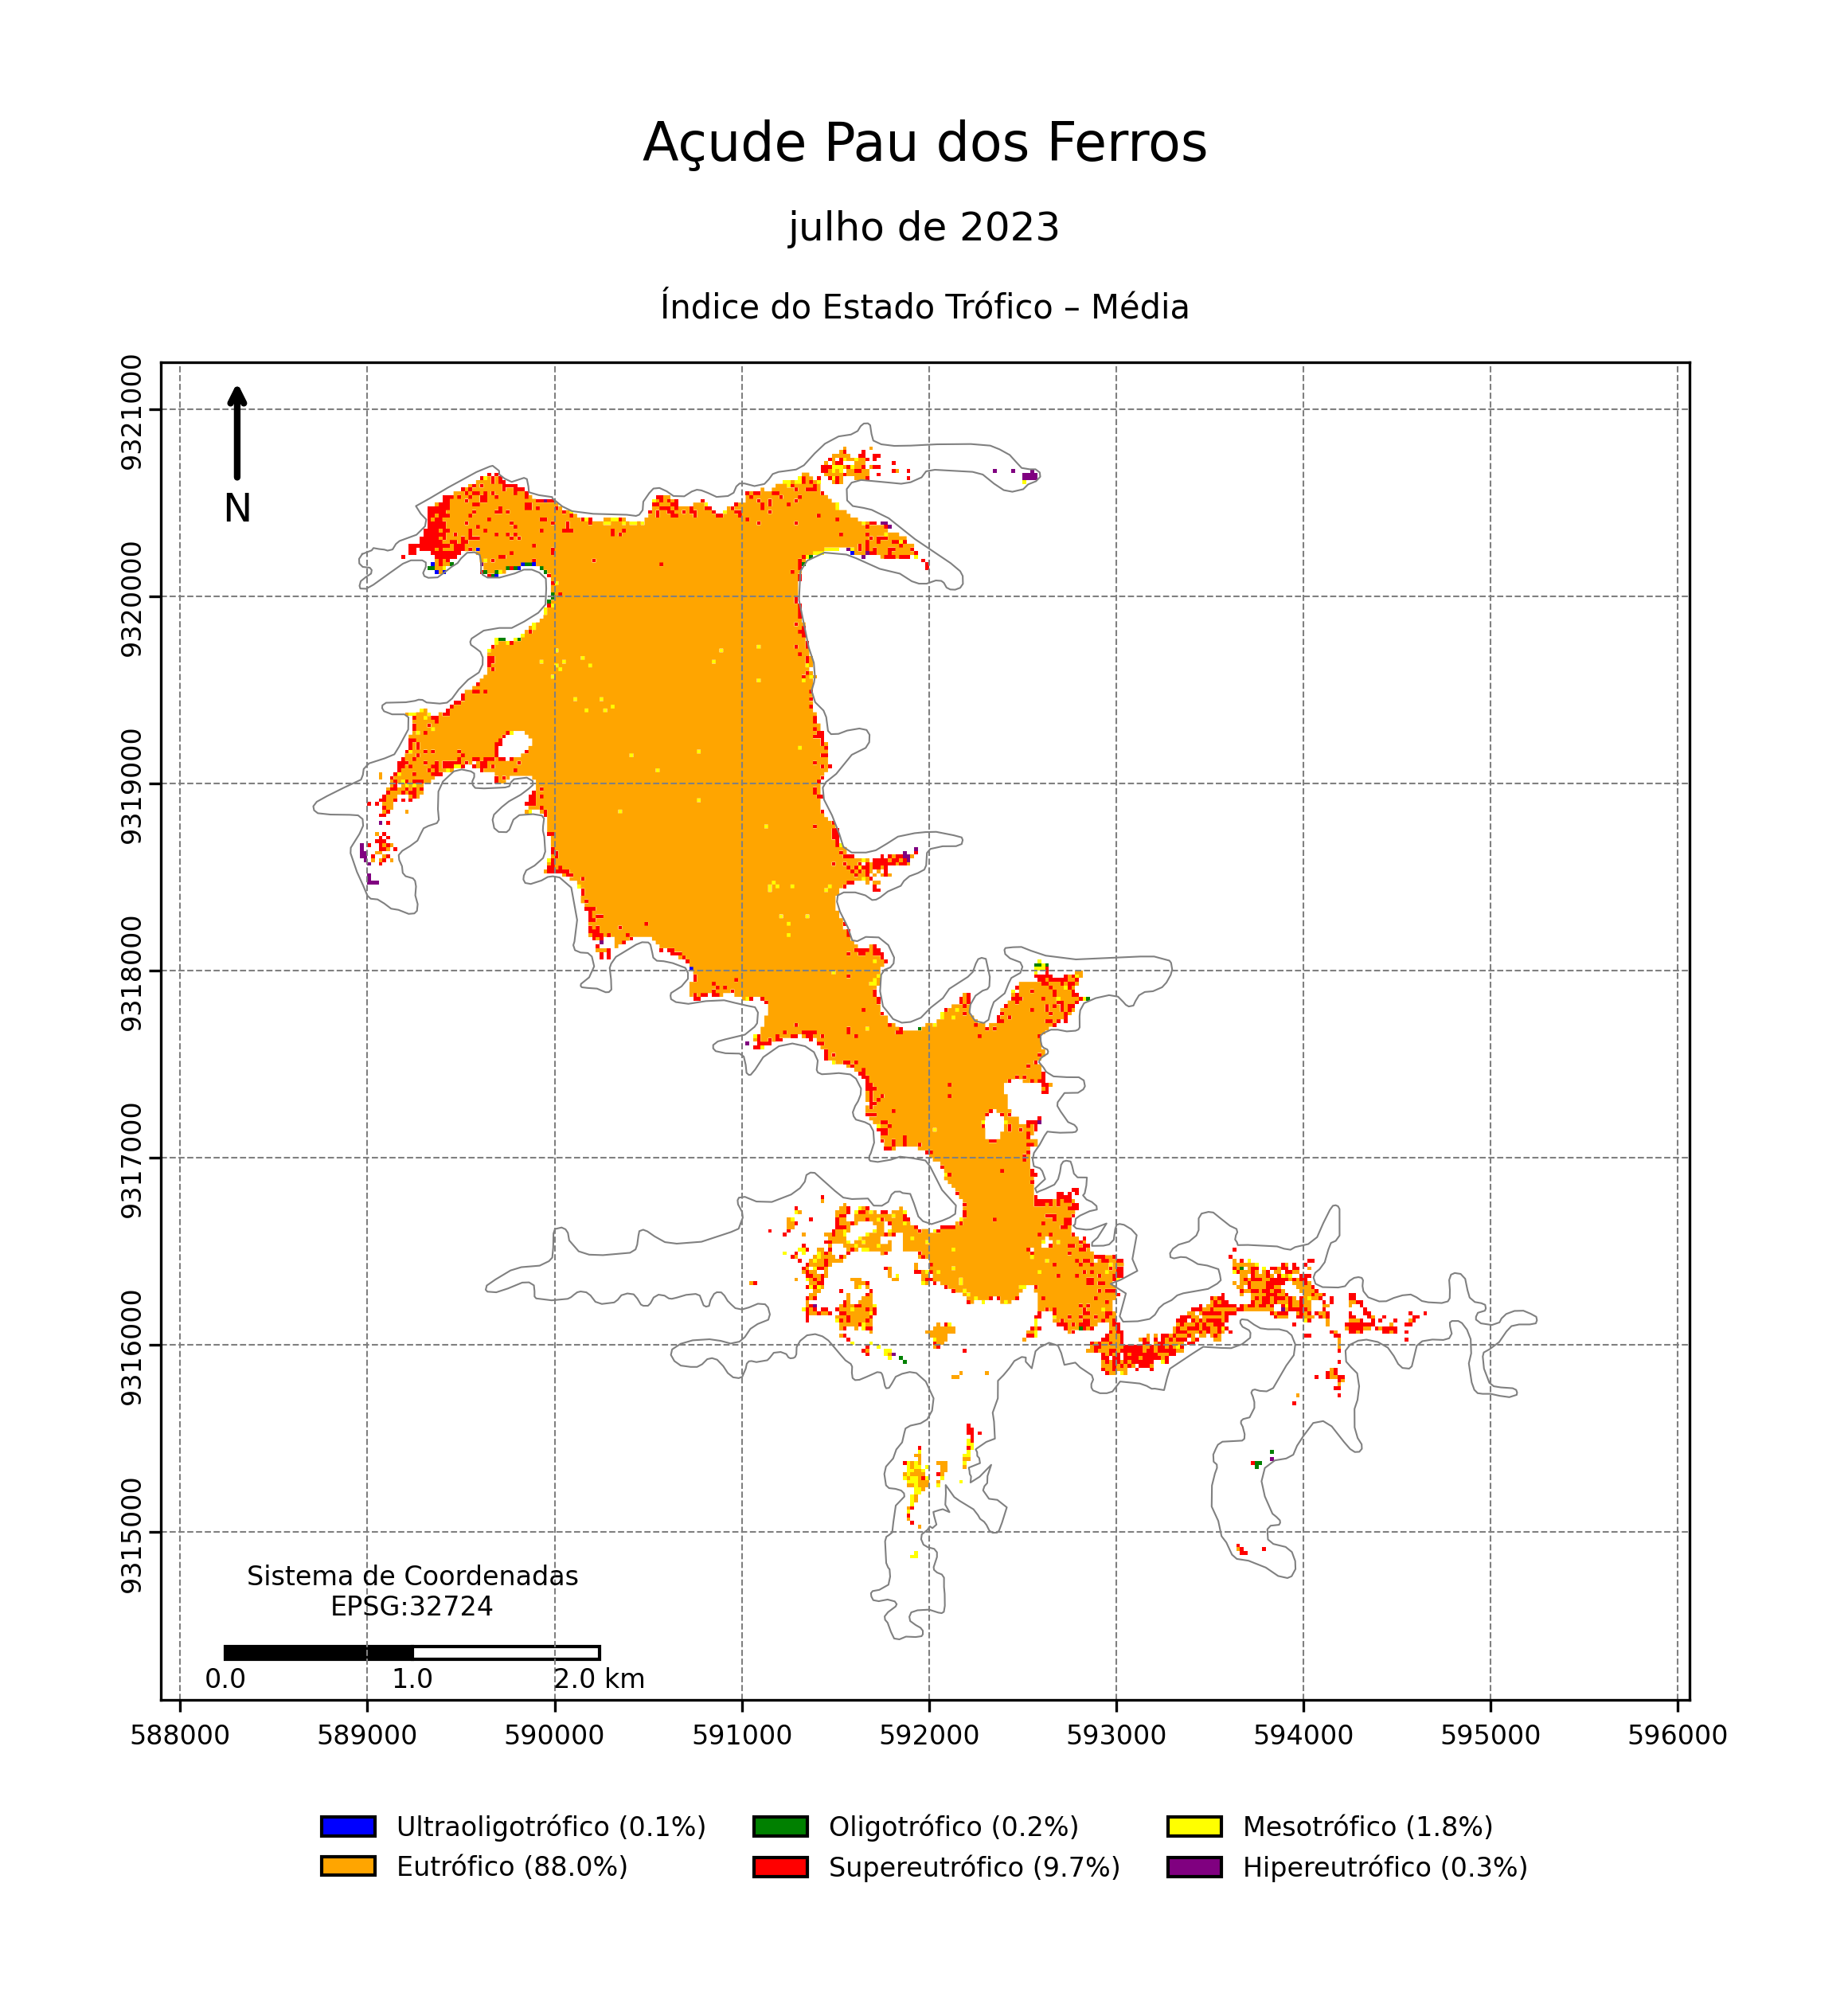 Açude Pau dos Ferros
julho de 2023
Índice do Estado Trófico – Média
9321000
9320000
9319000
9318000
9317000
9316000
9315000
N
Sistema de Coordenadas
EPSG:32724
0.0 1.0 2.0 km
588000 589000 590000 591000 592000 593000 594000 595000 596000
Ultraoligotrófico (0.1%) Oligotrófico (0.2%) Mesotrófico (1.8%)
Eutrófico (88.0%) Supereutrófico (9.7%) Hipereutrófico (0.3%)